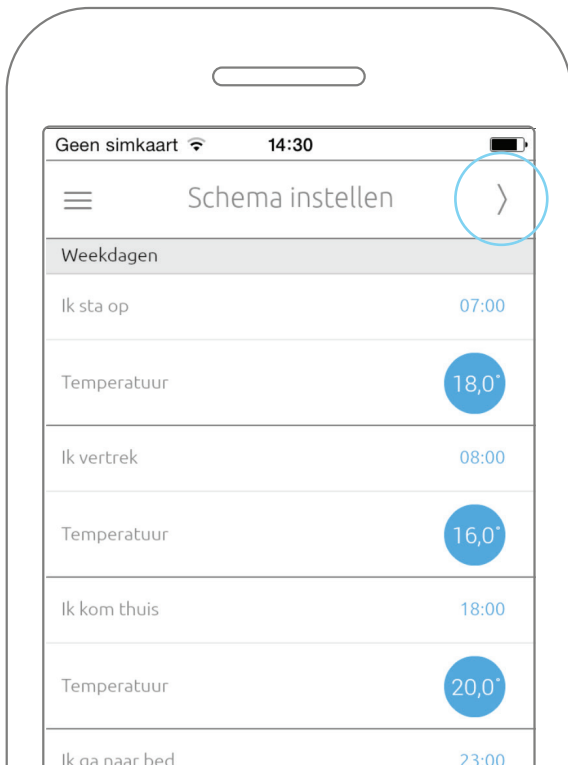 Geen simkaart 14:30
Schema instellen
Weekdagen
Ik sta op 07:00
Temperatuur 18,0°
Ik vertrek 08:00
Temperatuur 16,0°
Ik kom thuis 18:00
Temperatuur 20,0°
Ik ga naar bed 23:00